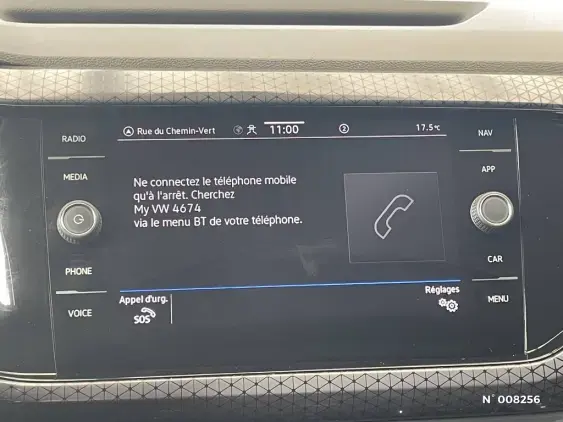 RADIO
Rue du Chemin-Vert
11:00
2
17.5°C
NAV
MEDIA
APP
Ne connectez le téléphone mobile
qu'à l'arrêt. Cherchez
My VW 4674
via le menu BT de votre téléphone.
PHONE
CAR
VOICE
Appel d'urg.
SOS
Réglages
MENU
N° 008256